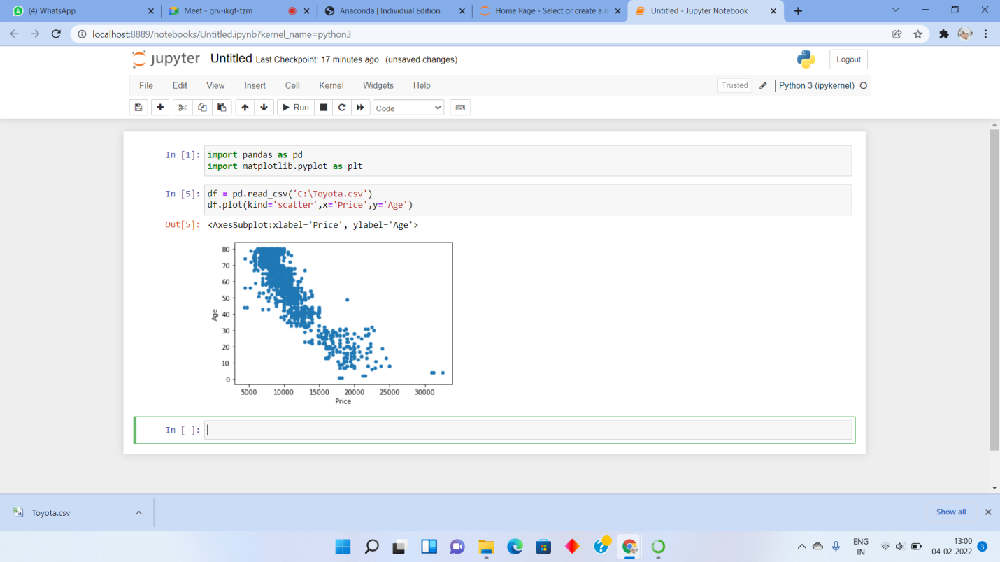 (4) WhatsApp
Meet - grv-ikgf-tzm
Anaconda | Individual Edition
Home Page - Select or create a n
Untitled - Jupyter Notebook
localhost:8889/notebooks/Untitled.ipynb?kernel_name=python3
jupyter Untitled Last Checkpoint: 17 minutes ago (unsaved changes)
Logout
File Edit View Insert Cell Kernel Widgets Help
Trusted Python 3 (ipykernel)
Run Code
In [1]: import pandas as pd
import matplotlib.pyplot as plt
In [5]: df = pd.read_csv('C:\Toyota.csv')
df.plot(kind='scatter',x='Price',y='Age')
Out[5]: <AxesSubplot:xlabel='Price', ylabel='Age'>
80
70
60
50
40
30
20
10
0
Age
5000 10000 15000 20000 25000 30000
Price
In [ ]:
Toyota.csv
Show all
ENG
IN
13:00
04-02-2022
3